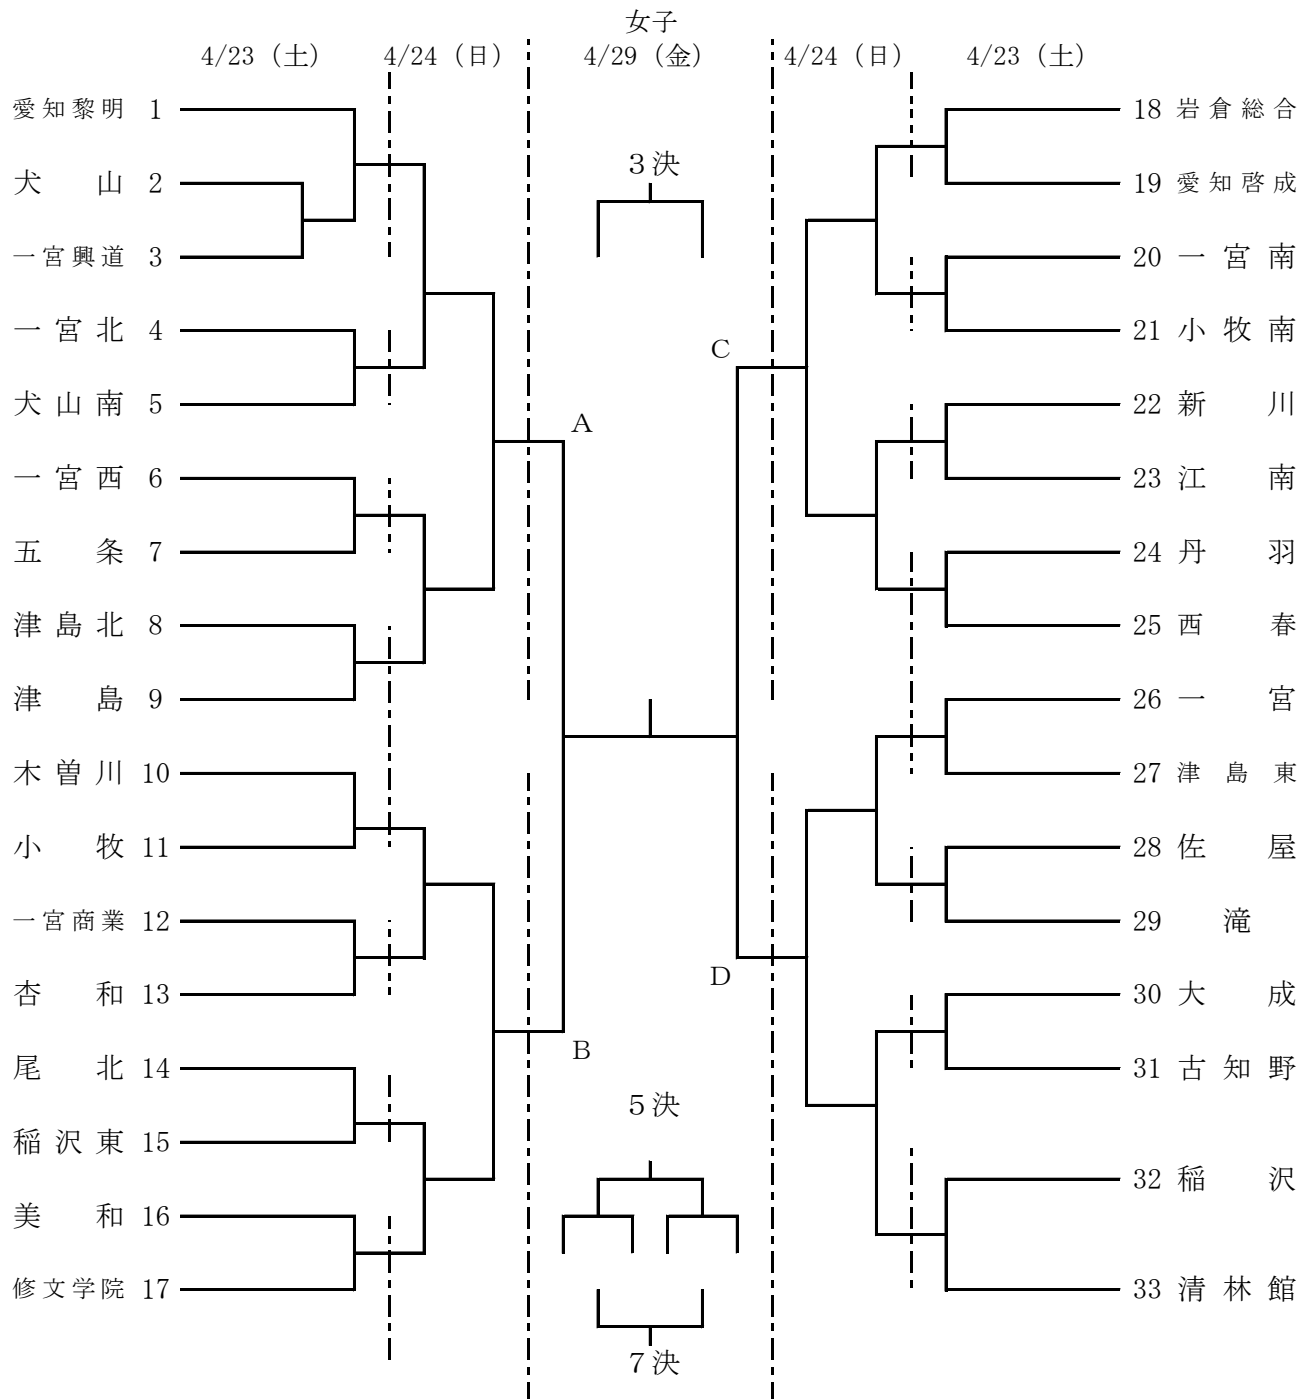 女子
4/23（土） 4/24（日） 4/29（金） 4/24（日） 4/23（土）
愛知黎明 1
犬山 2
一宮興道 3
一宮北 4
犬山南 5
一宮西 6
五条 7
津島北 8
津島 9
木曽川 10
小牧 11
一宮商業 12
杏和 13
尾北 14
稲沢東 15
美和 16
修文学院 17
3決
A
B
5決
7決
C
D
18 岩倉総合
19 愛知啓成
20 一宮南
21 小牧南
22 新川
23 江南
24 丹羽
25 西春
26 一宮
27 津島東
28 佐屋
29 滝
30 大成
31 古知野
32 稲沢
33 清林館